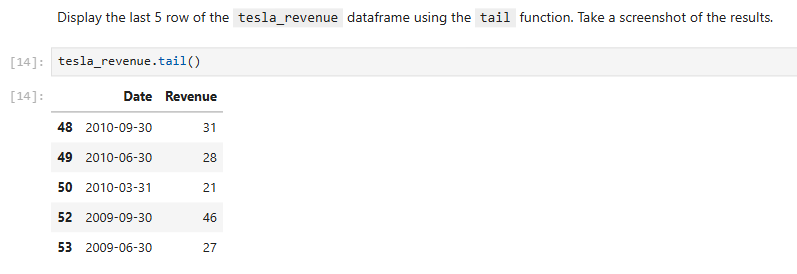 Display the last 5 row of the tesla_revenue dataframe using the tail function. Take a screenshot of the results.
[14]: tesla_revenue.tail()
[14]: Date Revenue
48 2010-09-30 31
49 2010-06-30 28
50 2010-03-31 21
52 2009-09-30 46
53 2009-06-30 27